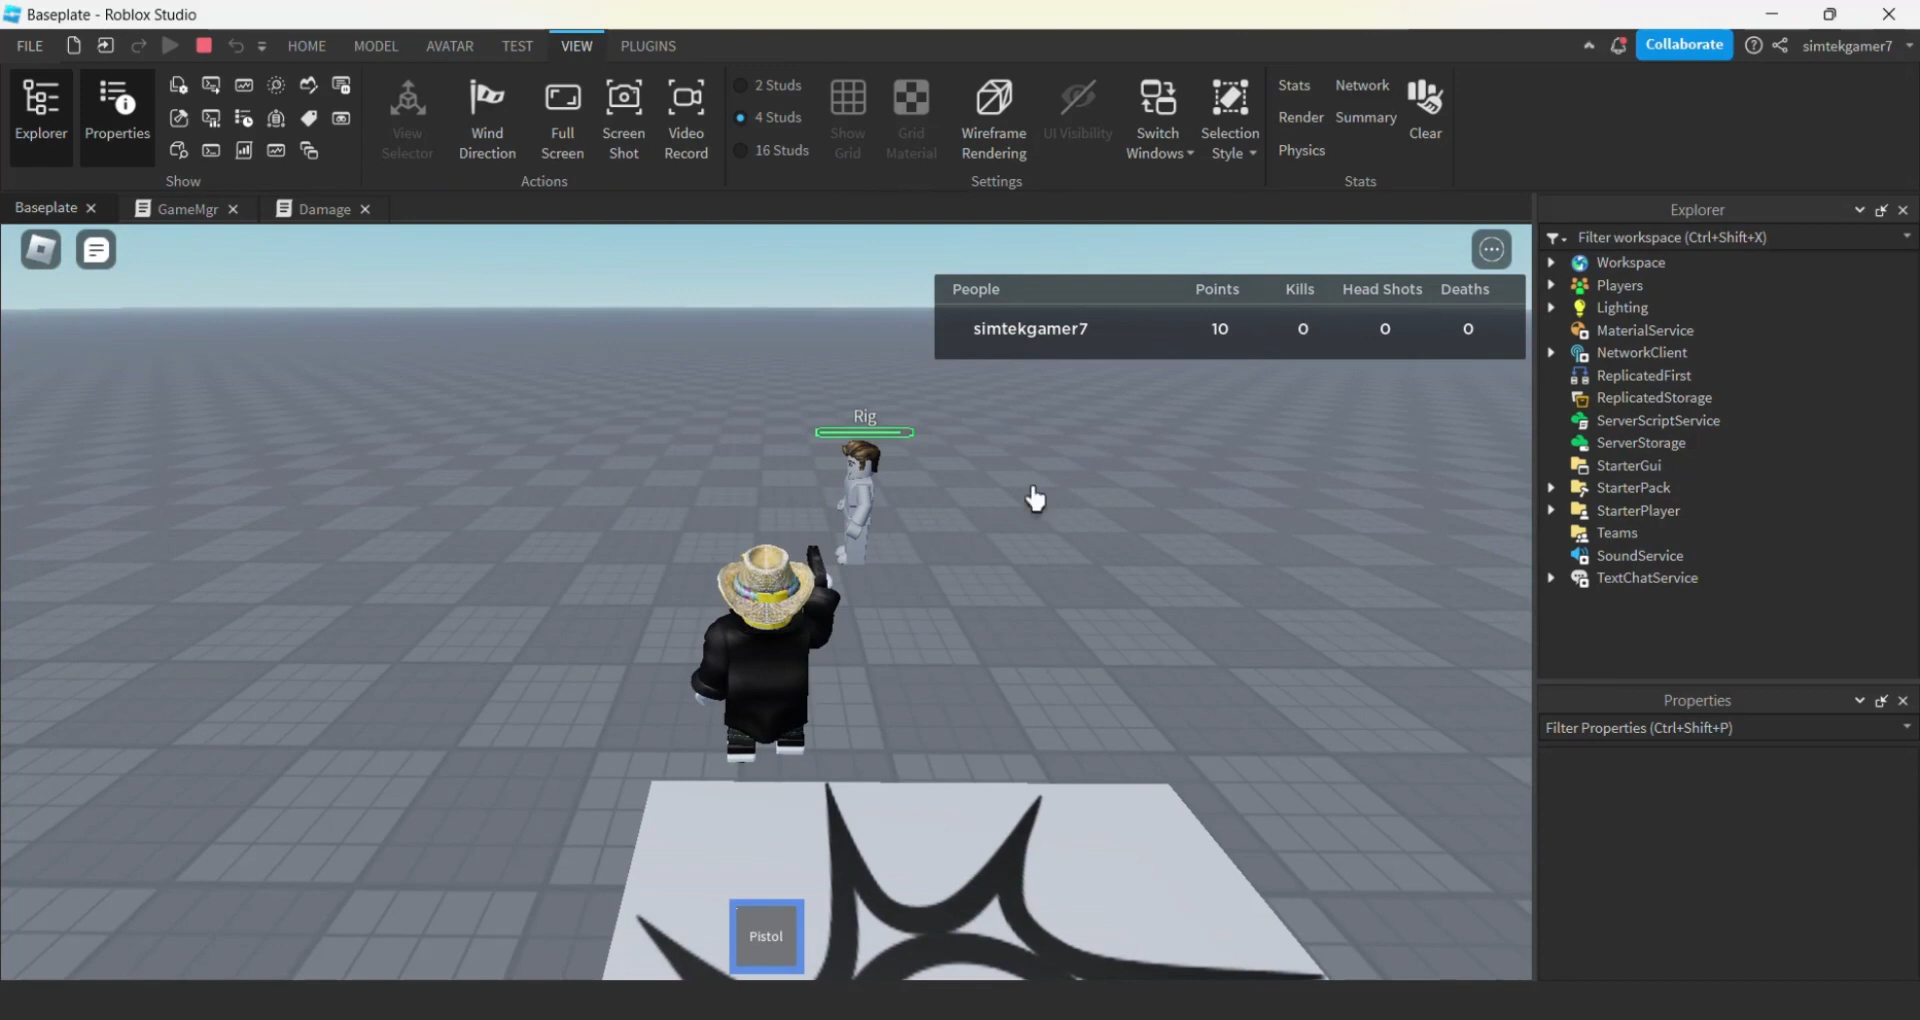 Baseplate - Roblox Studio
FILE HOME MODEL AVATAR TEST VIEW PLUGINS Collaborate simtekgamer7
Explorer
Properties
Show
View Selector
Wind Direction
Full Screen
Screen Shot
Video Record
Actions
2 Studs
4 Studs
16 Studs
Show Grid
Grid Material
Wireframe Rendering
UI Visibility
Switch Windows
Selection Style
Settings
Stats Network
Render Summary
Physics
Clear
Stats
Baseplate GameMgr Damage
People Points Kills Head Shots Deaths
simtekgamer7 10 0 0 0
Rig
Pistol
Explorer
Filter workspace (Ctrl+Shift+X)
Workspace
Players
Lighting
MaterialService
NetworkClient
ReplicatedFirst
ReplicatedStorage
ServerScriptService
ServerStorage
StarterGui
StarterPack
StarterPlayer
Teams
SoundService
TextChatService
Properties
Filter Properties (Ctrl+Shift+P)